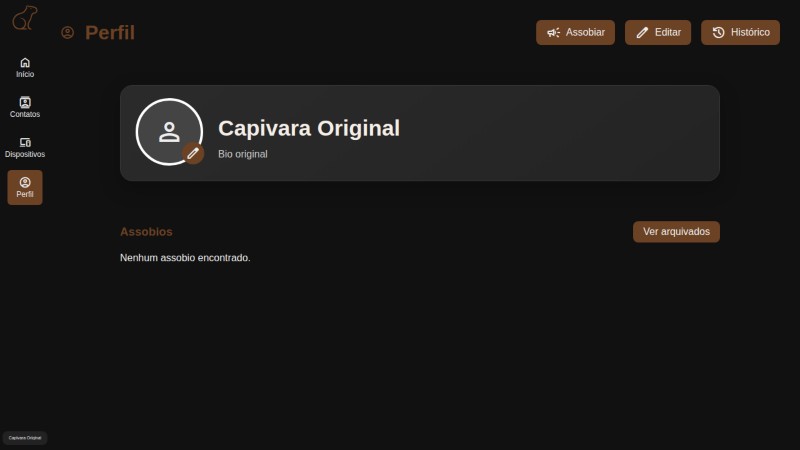 Perfil
Assobiar
Editar
Histórico
Início
Contatos
Dispositivos
Perfil
Capivara Original
Bio original
Assobios
Ver arquivados
Nenhum assobio encontrado.
Capivara Original